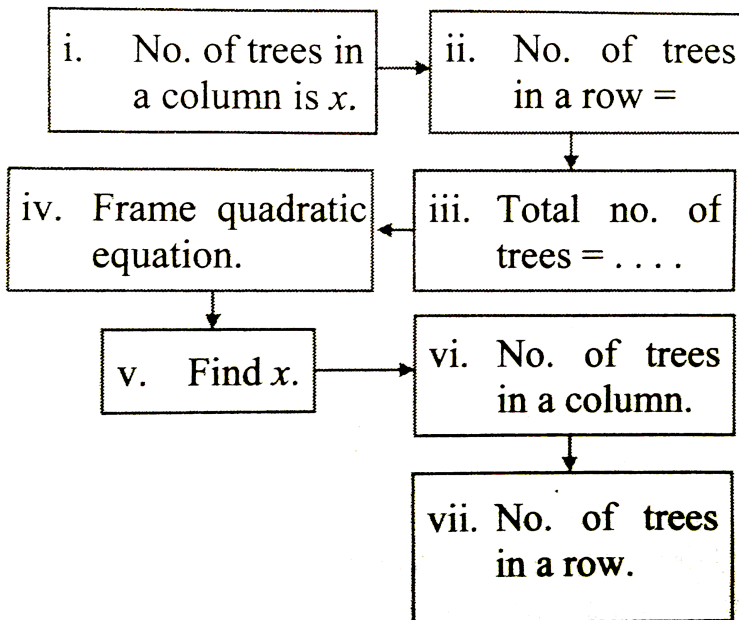 i. No. of trees in
a column is x.
ii. No. of trees
in a row =
iii. Total no. of
trees = . . . .
iv. Frame quadratic
equation.
v. Find x.
vi. No. of trees
in a column.
vii. No. of trees
in a row.